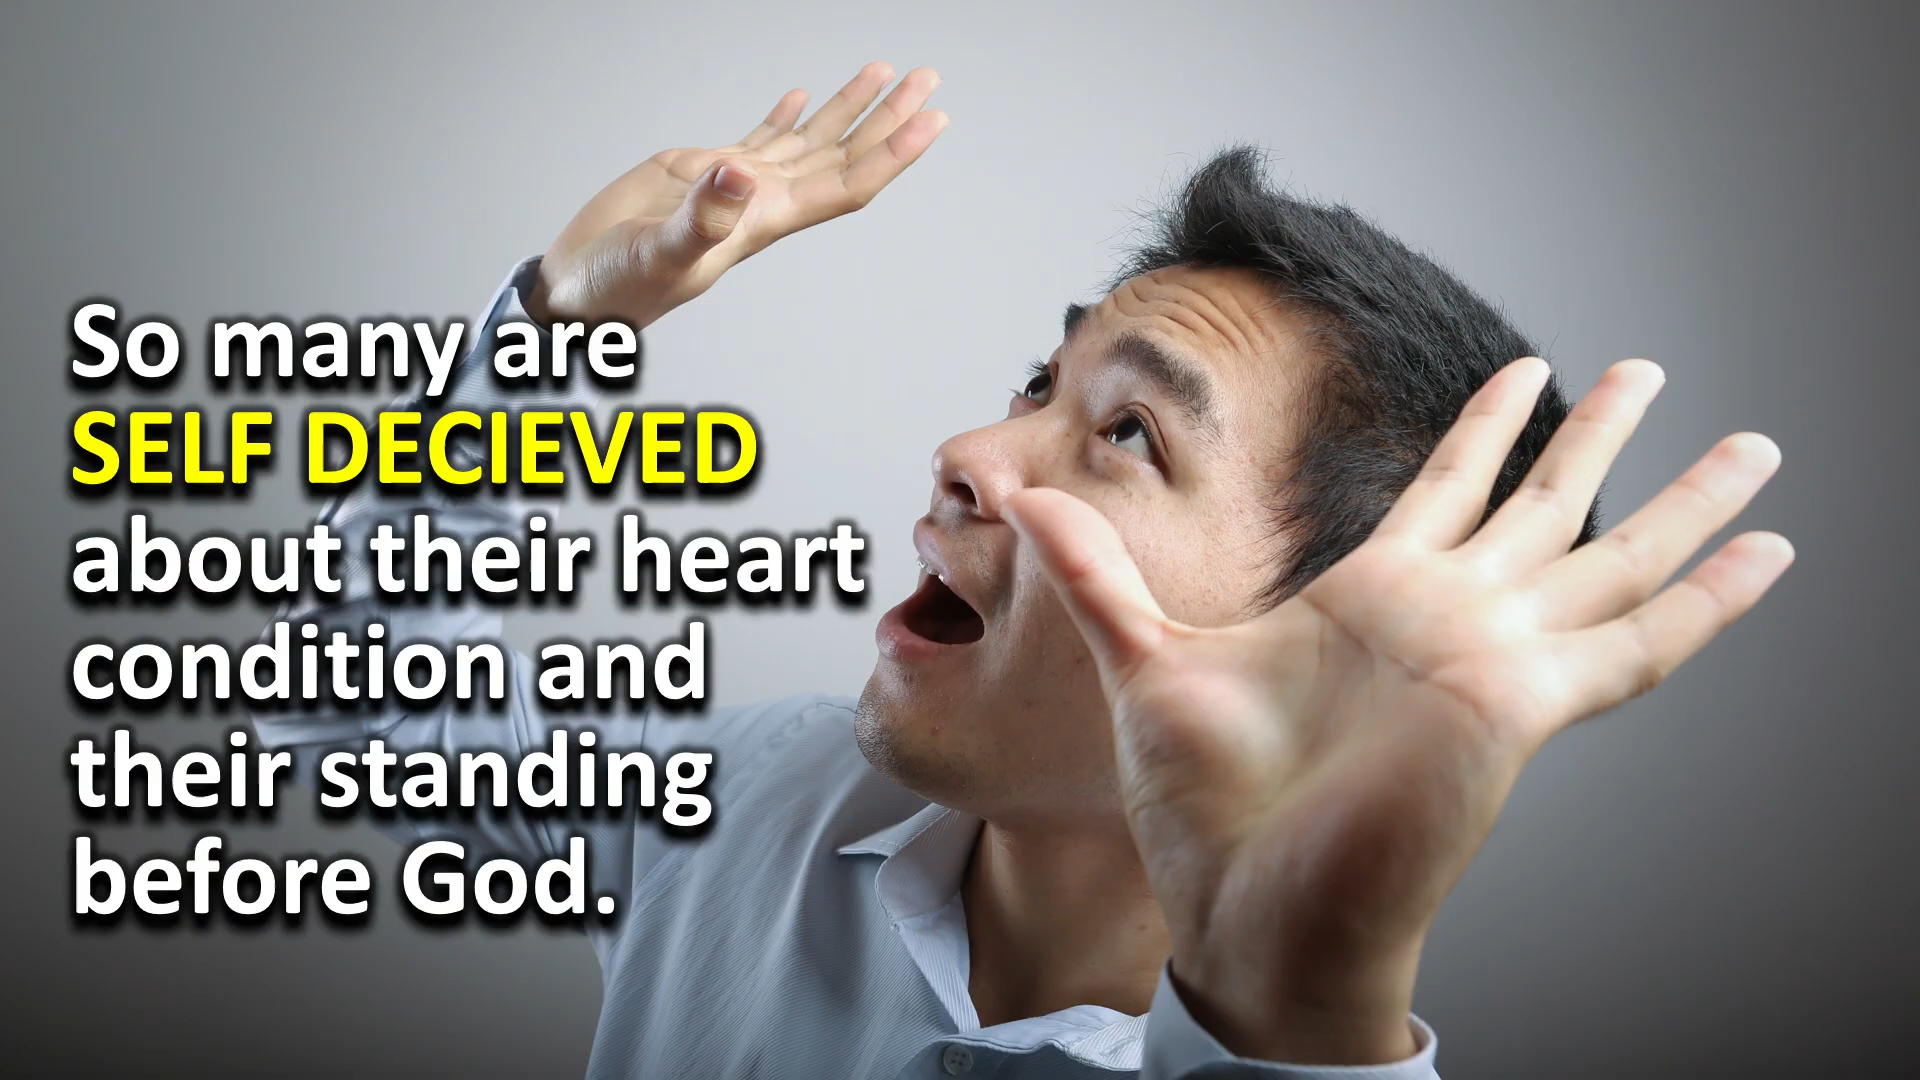 So many are
SELF DECIEVED
about their heart
condition and
their standing
before God.